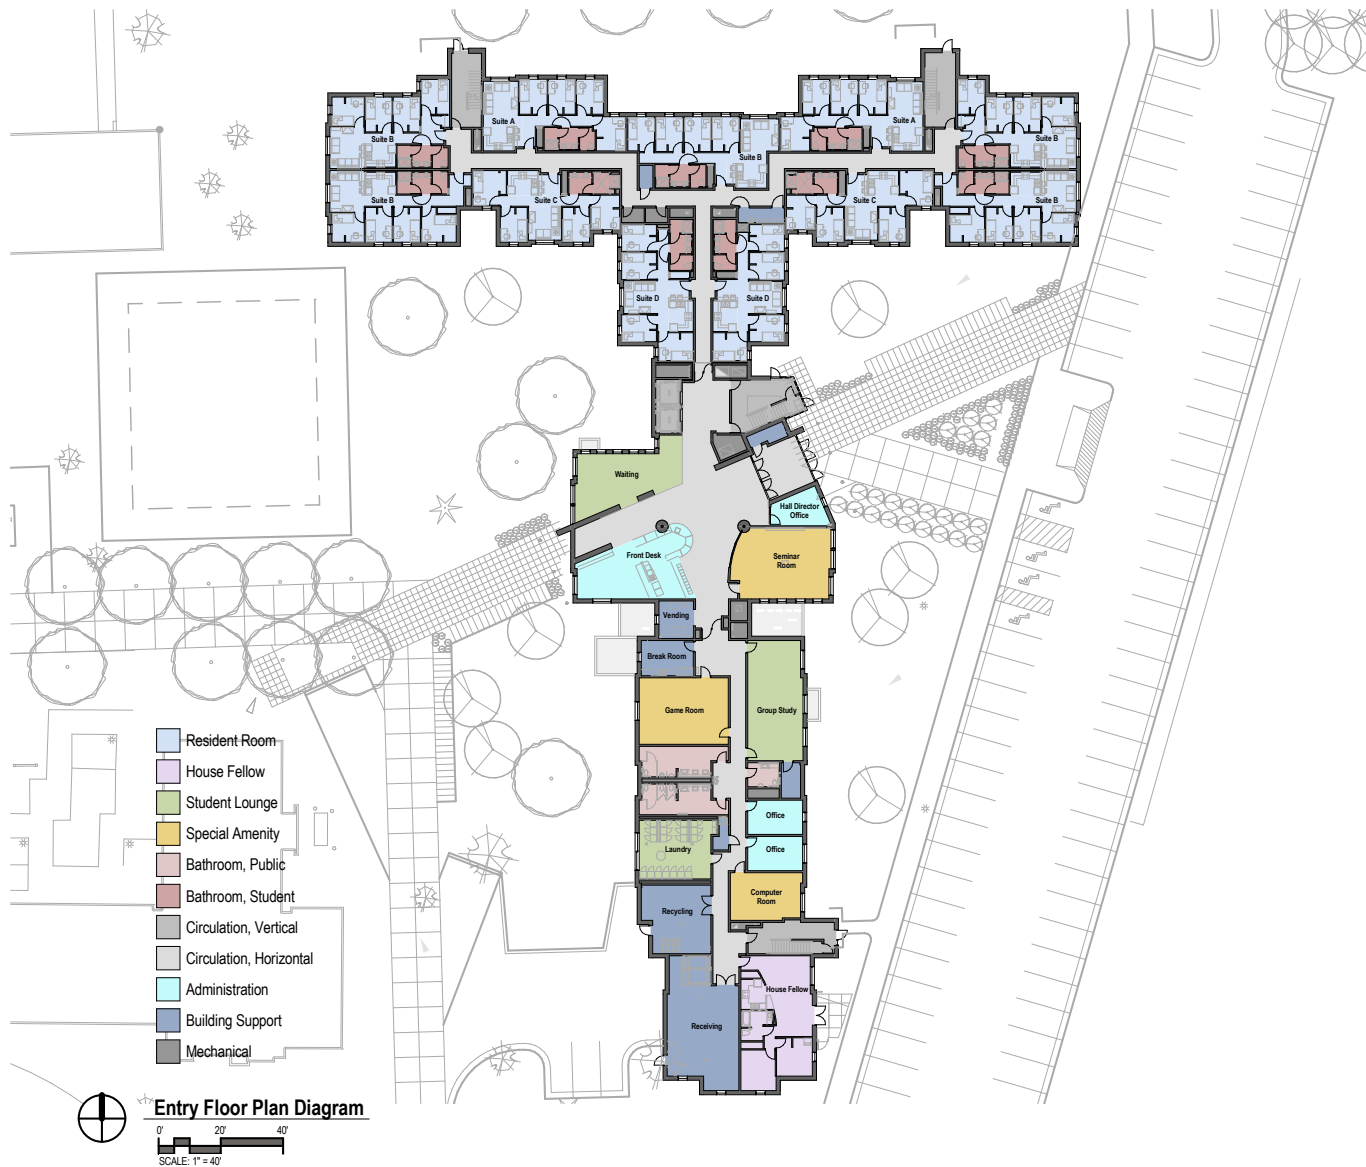 Suite A
Suite A
Suite B
Suite B
Suite B
Suite B
Suite C
Suite C
Suite B
Suite D
Suite D
Waiting
Hall Director
Office
Front Desk
Seminar
Room
Vending
Break Room
Game Room
Group Study
Office
Laundry
Office
Computer
Room
Recycling
House Fellow
Receiving
Resident Room
House Fellow
Student Lounge
Special Amenity
Bathroom, Public
Bathroom, Student
Circulation, Vertical
Circulation, Horizontal
Administration
Building Support
Mechanical
Entry Floor Plan Diagram
0' 20' 40'
SCALE: 1" = 40'